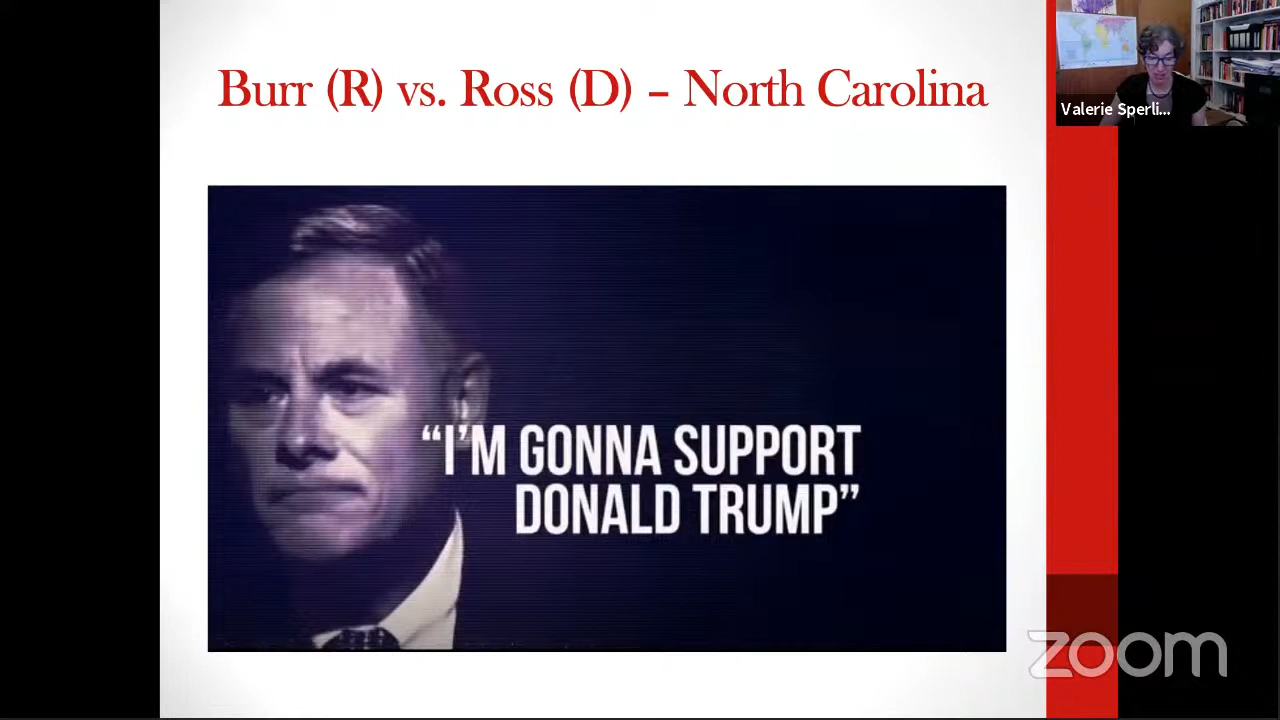 Burr (R) vs. Ross (D) – North Carolina
Valerie Sperli...
“I’M GONNA SUPPORT
DONALD TRUMP”
zoom